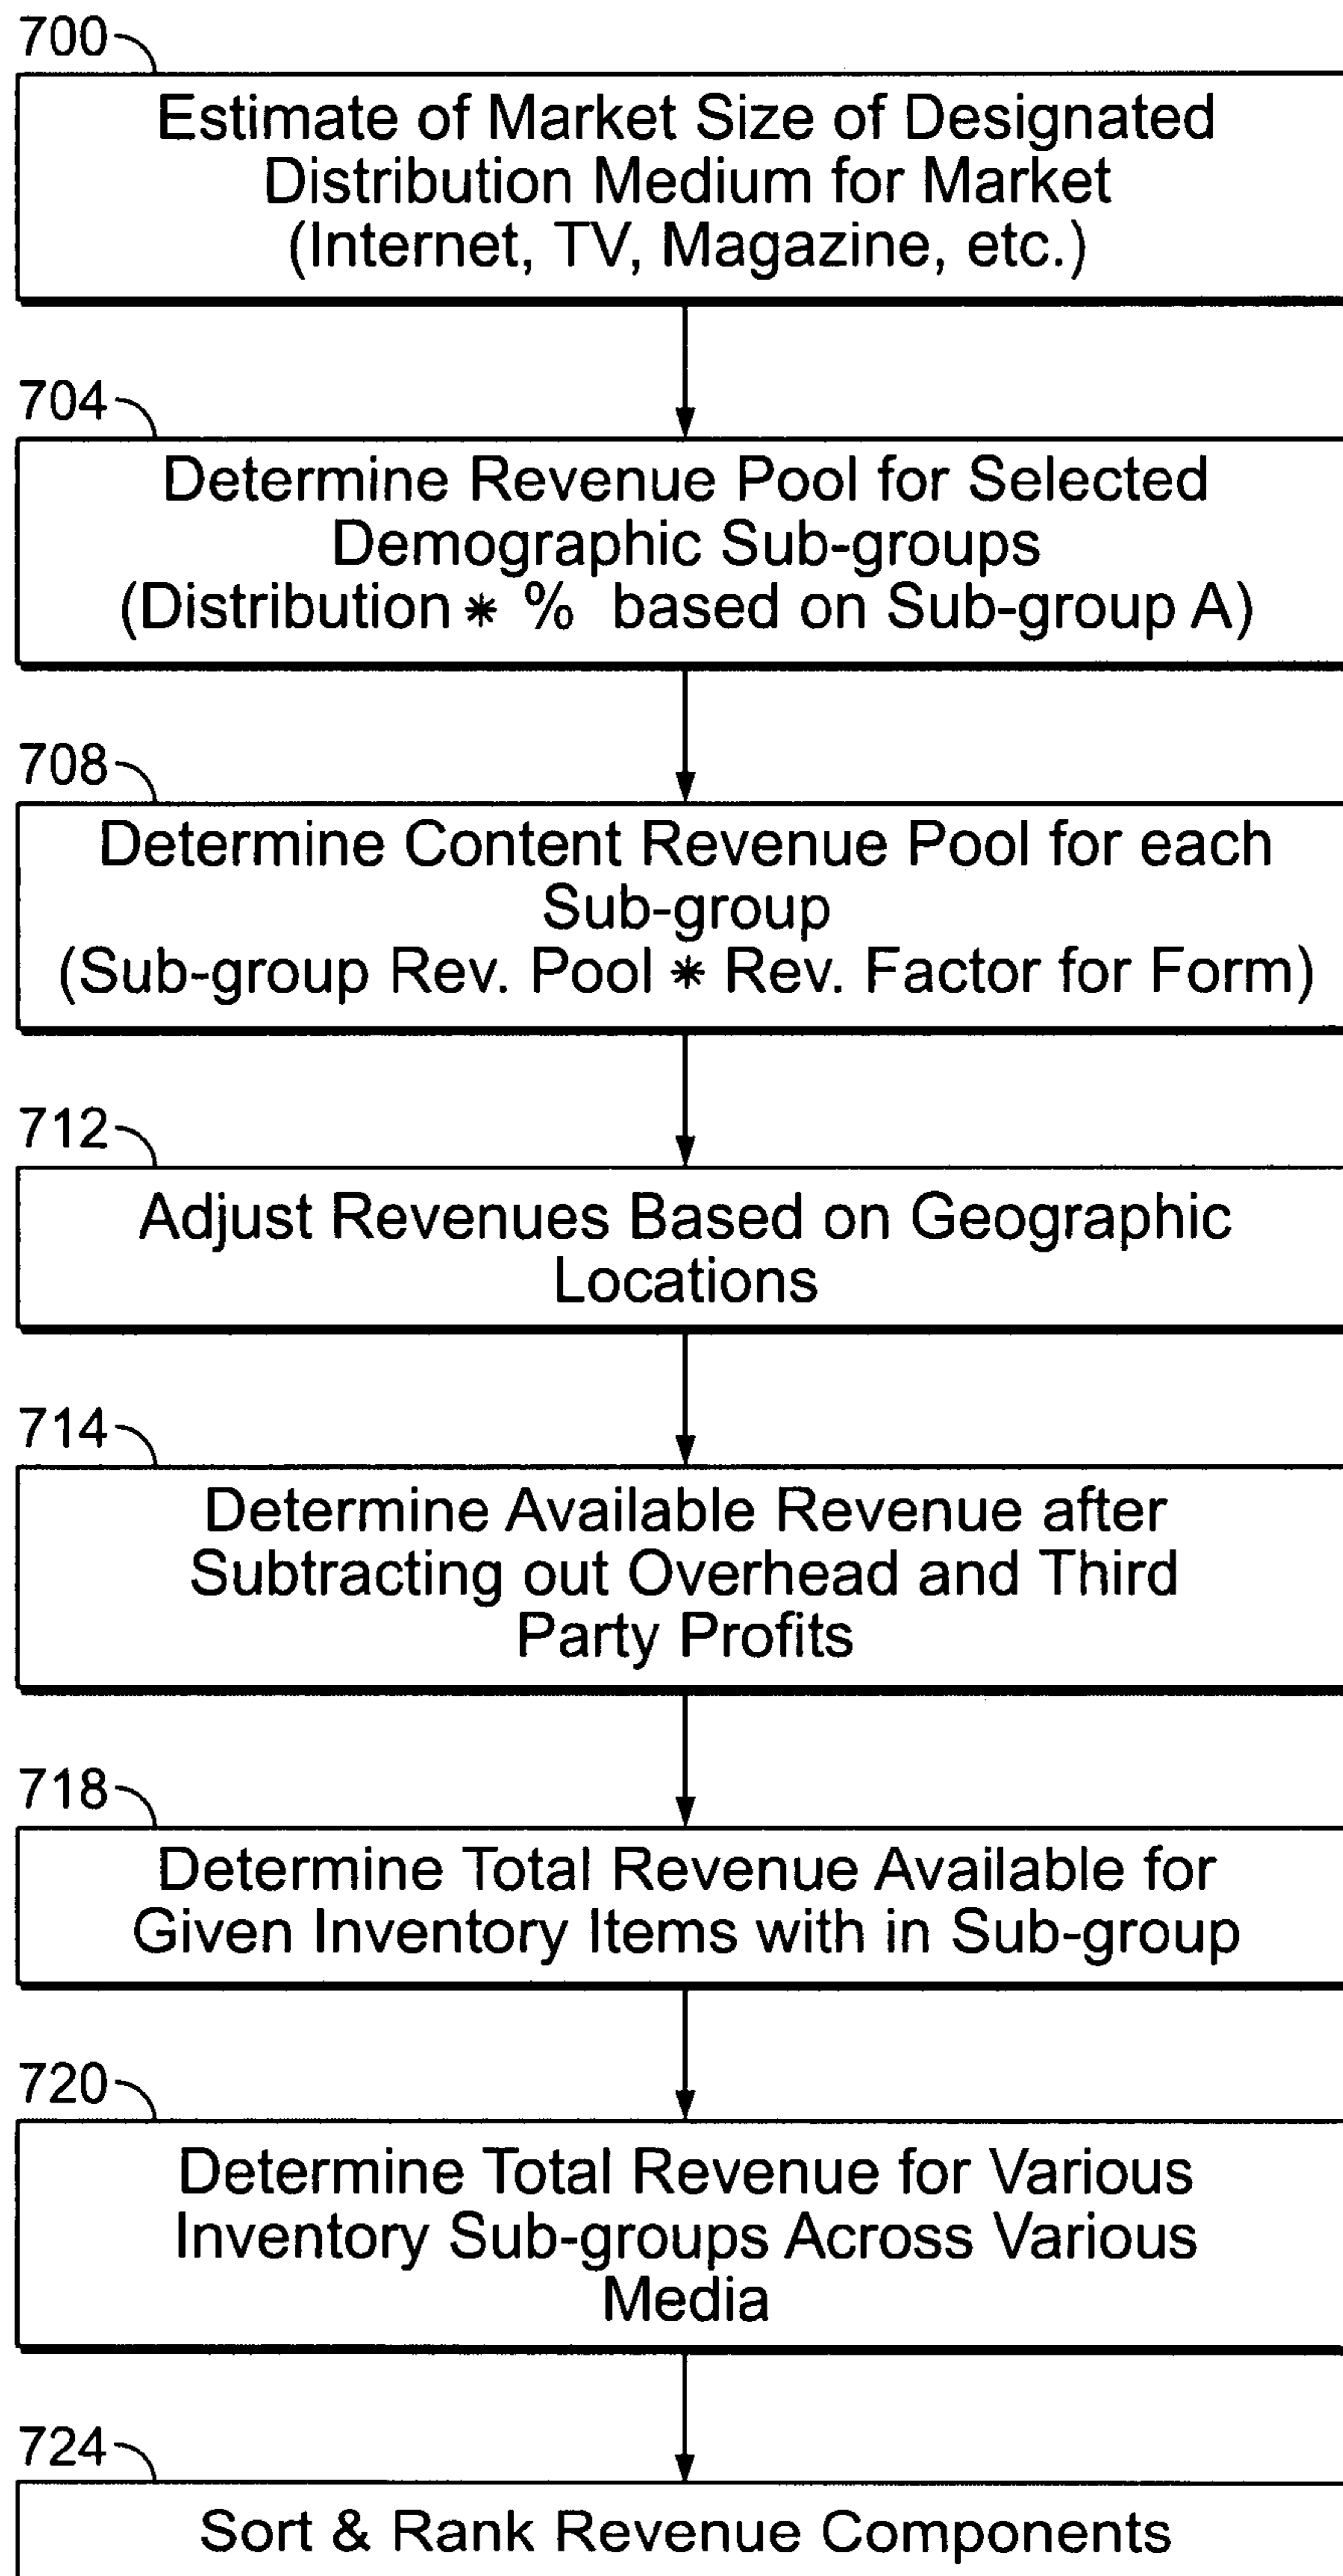 700
Estimate of Market Size of Designated
Distribution Medium for Market
(Internet, TV, Magazine, etc.)
704
Determine Revenue Pool for Selected
Demographic Sub-groups
(Distribution * % based on Sub-group A)
708
Determine Content Revenue Pool for each
Sub-group
(Sub-group Rev. Pool * Rev. Factor for Form)
712
Adjust Revenues Based on Geographic
Locations
714
Determine Available Revenue after
Subtracting out Overhead and Third
Party Profits
718
Determine Total Revenue Available for
Given Inventory Items with in Sub-group
720
Determine Total Revenue for Various
Inventory Sub-groups Across Various
Media
724
Sort & Rank Revenue Components